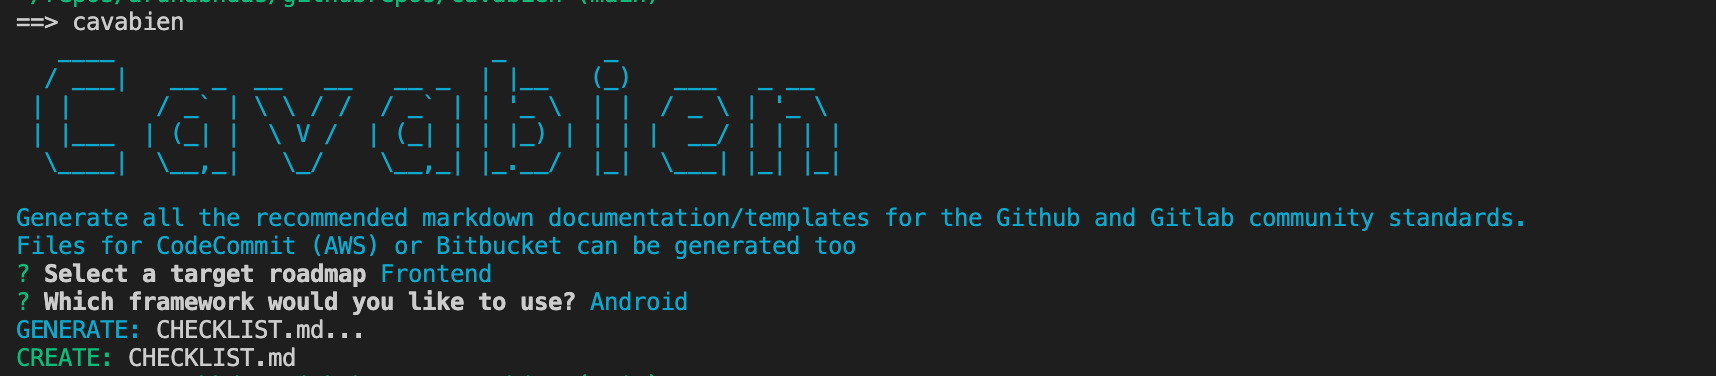 ==> cavabien
Cavabien
Generate all the recommended markdown documentation/templates for the Github and Gitlab community standards.
Files for CodeCommit (AWS) or Bitbucket can be generated too
? Select a target roadmap Frontend
? Which framework would you like to use? Android
GENERATE: CHECKLIST.md...
CREATE: CHECKLIST.md